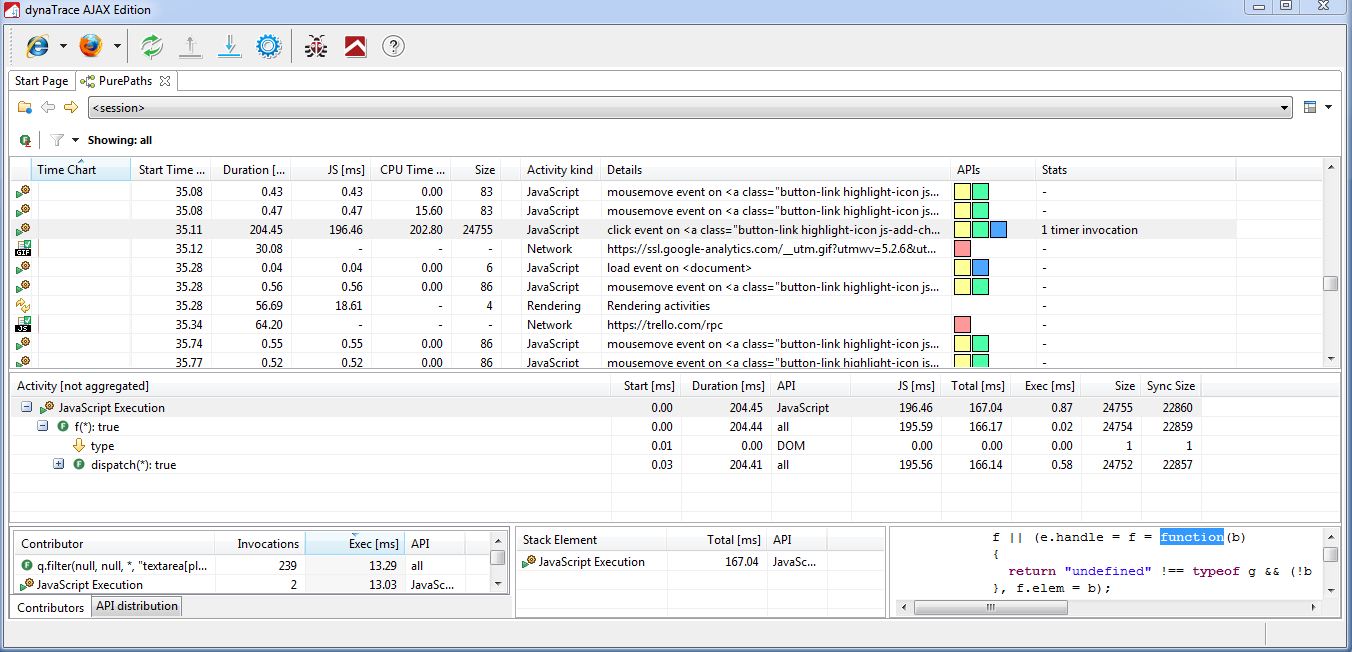 dynaTrace AJAX Edition
Start Page PurePaths
<session>
Showing: all
Time Chart Start Time ... Duration [... JS [ms] CPU Time ... Size Activity kind Details APIs Stats
35.08 0.43 0.43 0.00 83 JavaScript mousemove event on <a class="button-link highlight-icon js... -
35.08 0.47 0.47 15.60 83 JavaScript mousemove event on <a class="button-link highlight-icon js... -
35.11 204.45 196.46 202.80 24755 JavaScript click event on <a class="button-link highlight-icon js-add-ch... 1 timer invocation
GIF 35.12 30.08 - - - Network https://ssl.google-analytics.com/__utm.gif?utmwv=5.2.6&ut... -
35.28 0.04 0.04 0.00 6 JavaScript load event on <document> -
35.28 0.56 0.56 0.00 86 JavaScript mousemove event on <a class="button-link highlight-icon js... -
35.28 56.69 18.61 - 4 Rendering Rendering activities -
JS 35.34 64.20 - - - Network https://trello.com/rpc -
35.74 0.55 0.55 0.00 86 JavaScript mousemove event on <a class="button-link highlight-icon js... -
35.77 0.52 0.52 0.00 86 JavaScript mousemove event on <a class="button-link highlight-icon js... -
Activity [not aggregated] Start [ms] Duration [ms] API JS [ms] Total [ms] Exec [ms] Size Sync Size
JavaScript Execution 0.00 204.45 JavaScript 196.46 167.04 0.87 24755 22860
f(*): true 0.00 204.44 all 195.59 166.17 0.02 24754 22859
type 0.01 0.00 DOM 0.00 0.00 0.00 1 1
dispatch(*): true 0.03 204.41 all 195.56 166.14 0.58 24752 22857
Contributor Invocations Exec [ms] API
q.filter(null, null, *, "textarea[pl... 239 13.29 all
JavaScript Execution 2 13.03 JavaSc...
Contributors API distribution
Stack Element Total [ms] API
JavaScript Execution 167.04 JavaSc...
f || (e.handle = f = function(b)
{
return "undefined" !== typeof g && (!b
}, f.elem = b);